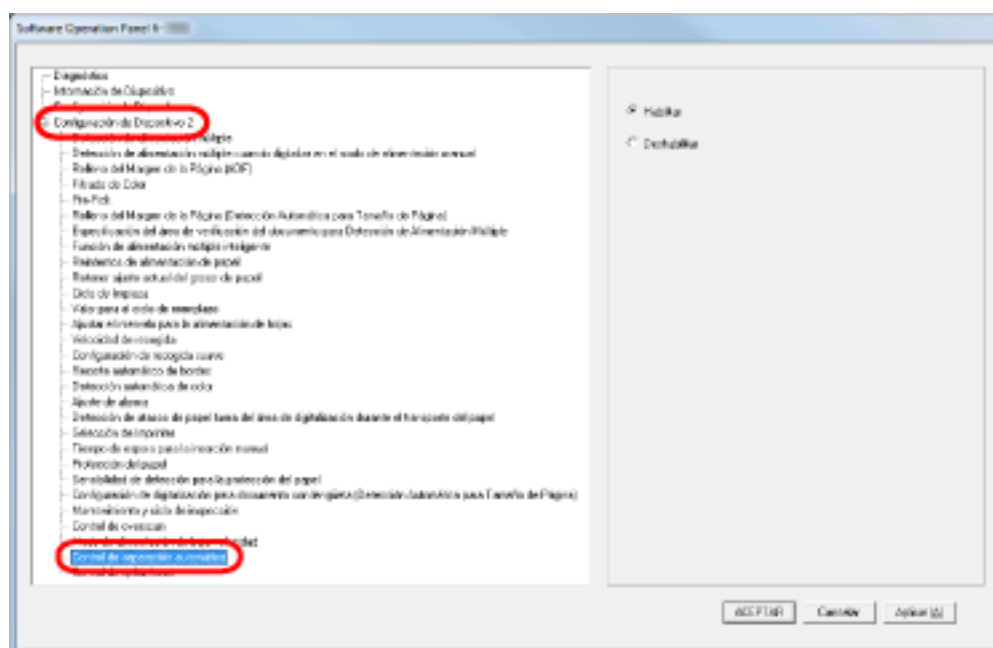 Software Operation Panel fi-
Diagnóstico
Información de Dispositivo
Configuración de Dispositivo 2
Detección de alimentación múltiple cuando digitaliza en el modo de alimentación manual
Relleno del Margen de la Página (ADF)
Filtrado de Color
Pre-Pick
Relleno del Margen de la Página (Detección Automática para Tamaño de Página)
Especificación del área de verificación del documento para Detección de Alimentación Múltiple
Función de alimentación múltiple inteligente
Reintentos de alimentación de papel
Retener ajuste actual del grosor de papel
Ciclo de limpieza
Valor para el ciclo de reemplazo
Ajustar el intervalo para la alimentación de hojas
Velocidad de recogida
Configuración de recogida suave
Recorte automático de bordes
Detección automática de color
Ajuste de alarma
Detección de atasco de papel fuera del área de digitalización durante el transporte del papel
Selección de imprinter
Tiempo de espera para la inserción manual
Protección del papel
Sensibilidad de detección para la protección del papel
Configuración de digitalización para documento con lengüeta (Detección Automática para Tamaño de Página)
Mantenimiento y ciclo de inspección
Control de overscan
Control de separación automática
Habilitar
Deshabilitar
ACEPTAR
Cancelar
Aplicar (A)